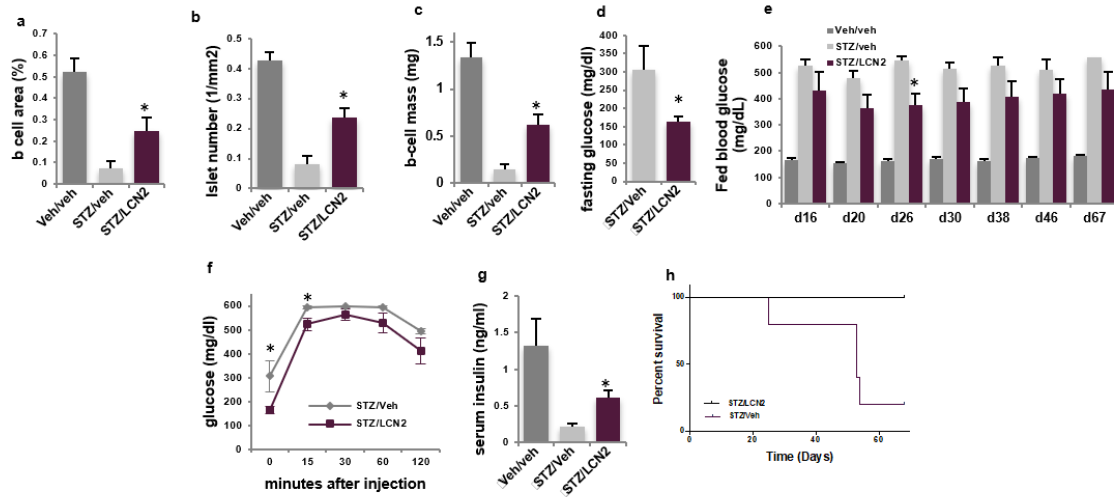 a
b cell area (%)
0.7
0.6
0.5
0.4
0.3
0.2
0.1
0
*
Veh/veh
STZ/veh
STZ/LCN2
b
Islet number (1/mm2)
0.4
0.3
0.2
0.1
0
*
Veh/veh
STZ/veh
STZ/LCN2
c
b-cell mass (mg)
1.5
1
0.5
0
*
Veh/veh
STZ/veh
STZ/LCN2
d
fasting glucose (mg/dl)
400
350
300
250
200
150
100
50
0
*
STZ/Veh
STZ/LCN2
e
Veh/veh
STZ/veh
STZ/LCN2
Fed blood glucose
(mg/dL)
600
500
400
300
200
100
0
*
d16 d20 d26 d30 d38 d46 d67
f
glucose (mg/dl)
600
500
400
300
200
100
0
*
*
STZ/Veh
STZ/LCN2
0 15 30 60 120
minutes after injection
g
serum insulin (ng/ml)
2
1.5
1
0.5
0
*
Veh/veh
STZ/Veh
STZ/LCN2
h
Percent survival
100
50
0
STZ/LCN2
STZ/Veh
20 40 60
Time (Days)